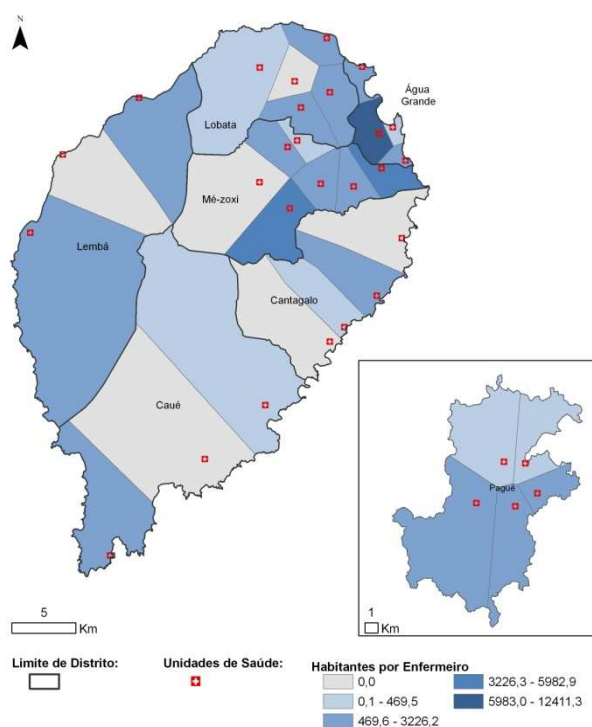 N
Água
Grande
Lobata
Mé-zoxi
Lembá
Cantagalo
Caué
Pagué
5
Km
1
Km
Limite de Distrito:
Unidades de Saúde:
Habitantes por Enfermeiro
0,0
0,1 - 469,5
469,6 - 3226,2
3226,3 - 5982,9
5983,0 - 12411,3